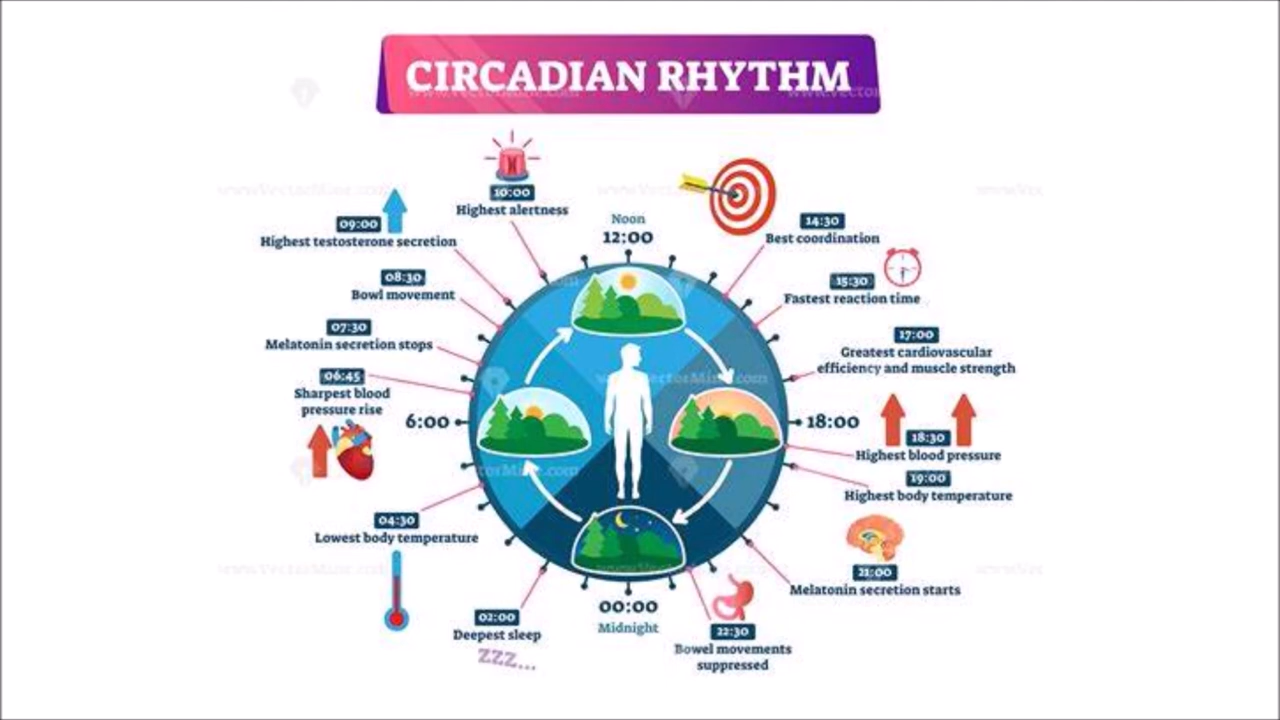 CIRCADIAN RHYTHM
www.VectorMine.com
10:00
Highest alertness
09:00
Highest testosterone secretion
08:30
Bowl movement
07:30
Melatonin secretion stops
06:45
Sharpest blood
pressure rise
6:00
04:30
Lowest body temperature
02:00
Deepest sleep
ZZZ...
Noon
12:00
14:30
Best coordination
15:30
Fastest reaction time
17:00
Greatest cardiovascular
efficiency and muscle strength
18:00
18:30
Highest blood pressure
19:00
Highest body temperature
21:00
Melatonin secretion starts
22:30
Bowel movements
suppressed
00:00
Midnight